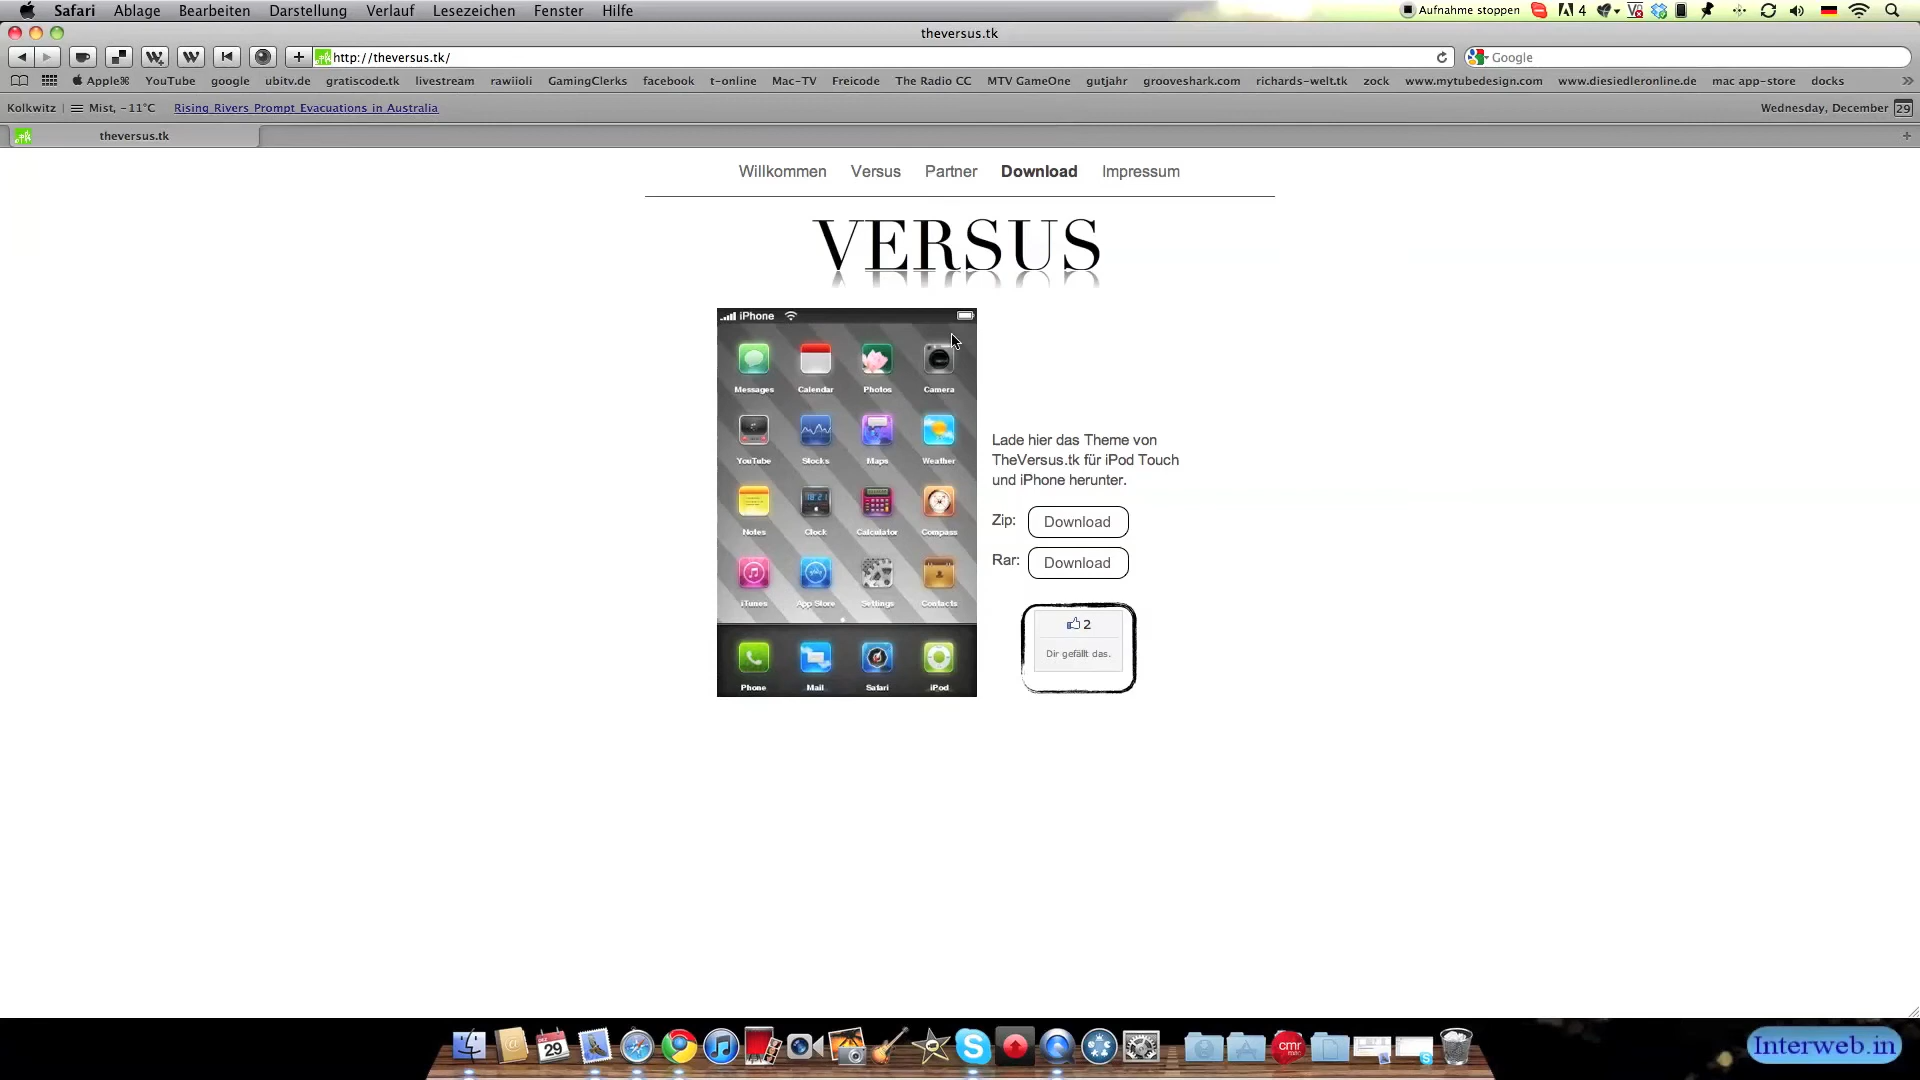 Safari Ablage Bearbeiten Darstellung Verlauf Lesezeichen Fenster Hilfe Aufnahme stoppen 4
theversus.tk
http://theversus.tk/ Google
Apple⌘ YouTube google ubitv.de gratiscode.tk livestream rawiioli GamingClerks facebook t-online Mac-TV Freicode The Radio CC MTV GameOne gutjahr grooveshark.com richards-welt.tk zock www.mytubedesign.com www.diesiedleronline.de mac app-store docks »
Kolkwitz Mist, -11°C Rising Rivers Prompt Evacuations in Australia Wednesday, December 29
theversus.tk
Willkommen Versus Partner Download Impressum
VERSUS
iPhone
Messages Calendar Photos Camera
YouTube Stocks Maps Weather
Notes Clock Calculator Compass
iTunes App Store Settings Contacts
Phone Mail Safari iPod
Lade hier das Theme von
TheVersus.tk für iPod Touch
und iPhone herunter.
Zip: Download
Rar: Download
2
Dir gefällt das.
29
cmr
Interweb.in